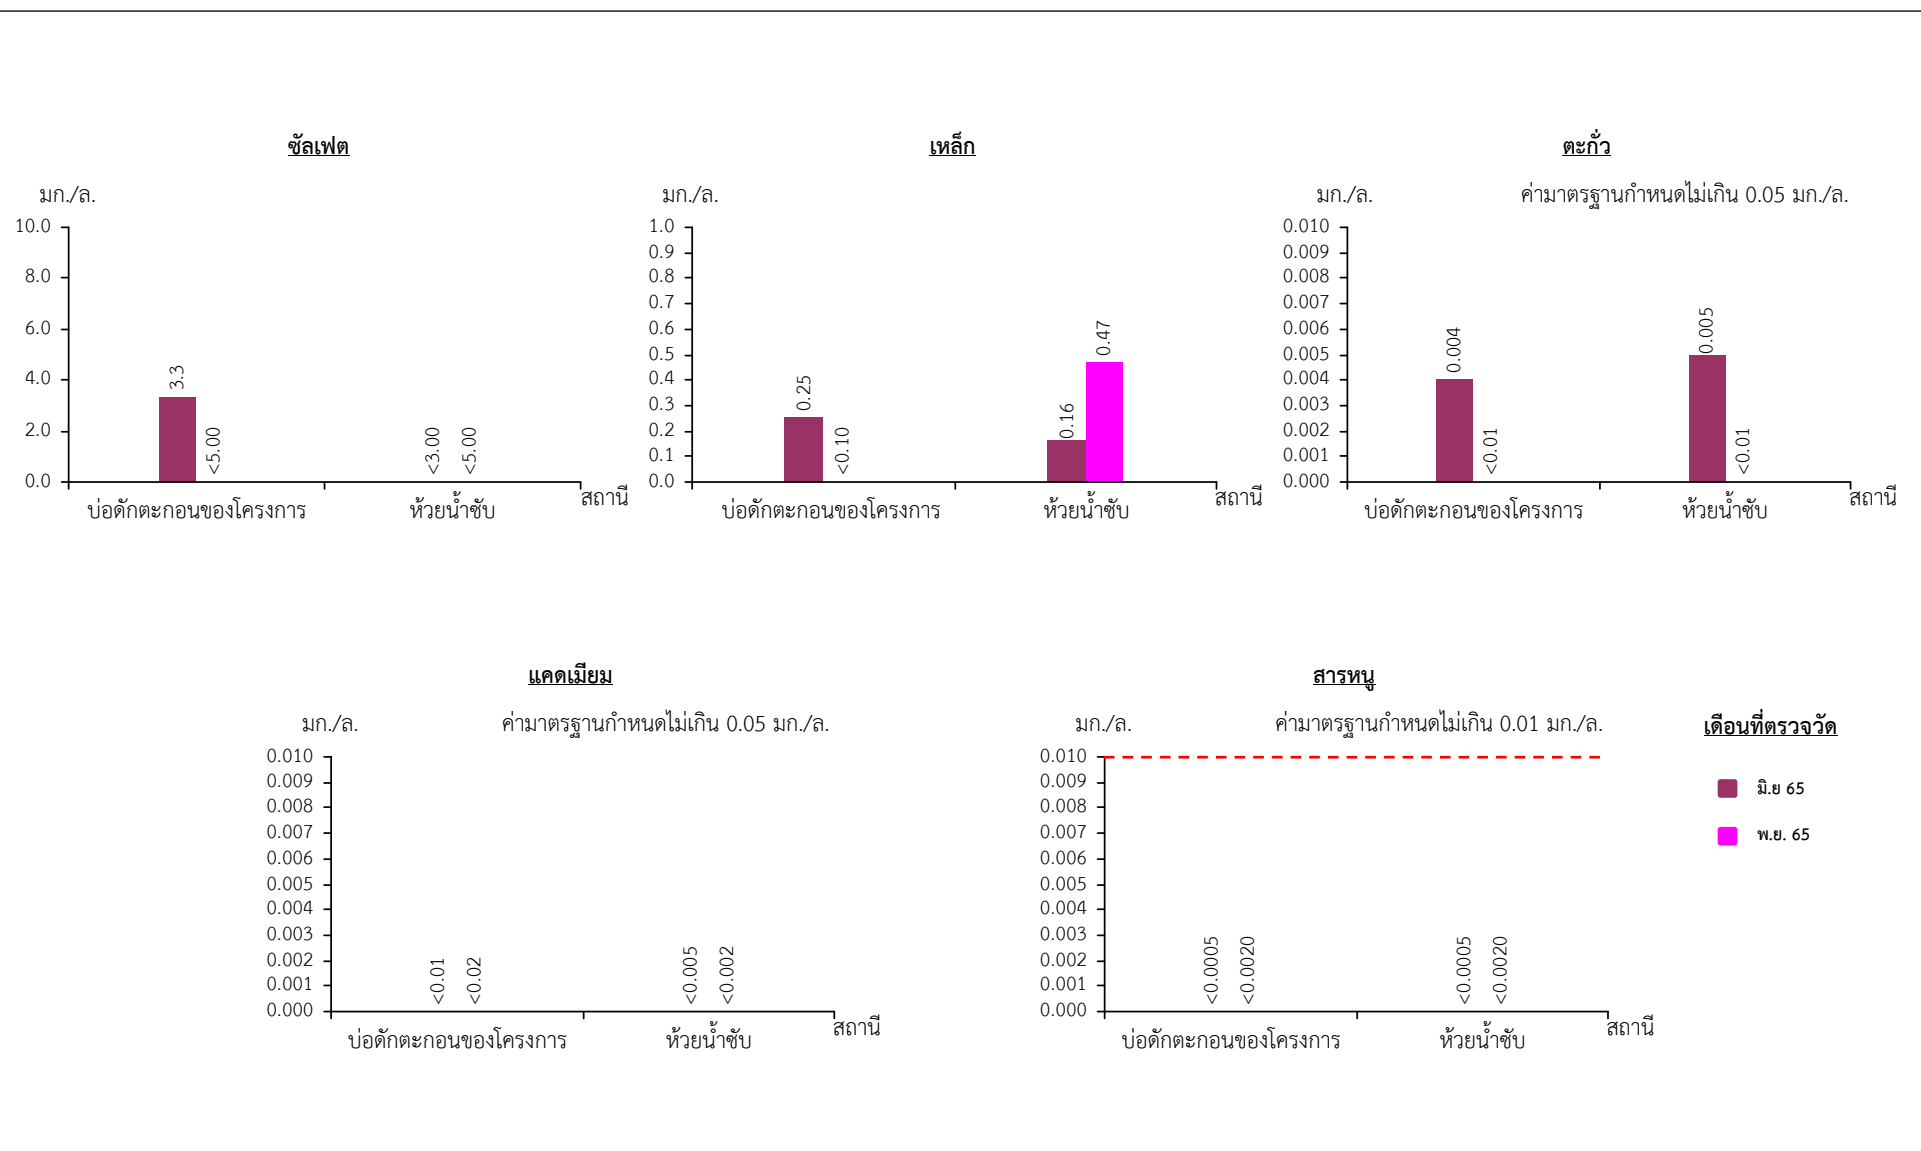 ซัลเฟต
มก./ล.
10.0
8.0
6.0
4.0
2.0
0.0
3.3
<5.00
<3.00
<5.00
บ่อดักตะกอนของโครงการ
ห้วยน้ำซับ
สถานี
เหล็ก
มก./ล.
1.0
0.9
0.8
0.7
0.6
0.5
0.4
0.3
0.2
0.1
0.0
0.25
<0.10
0.16
0.47
บ่อดักตะกอนของโครงการ
ห้วยน้ำซับ
สถานี
ตะกั่ว
มก./ล.
ค่ามาตรฐานกำหนดไม่เกิน 0.05 มก./ล.
0.010
0.009
0.008
0.007
0.006
0.005
0.004
0.003
0.002
0.001
0.000
0.004
<0.01
0.005
<0.01
บ่อดักตะกอนของโครงการ
ห้วยน้ำซับ
สถานี
แคดเมียม
มก./ล.
ค่ามาตรฐานกำหนดไม่เกิน 0.05 มก./ล.
0.010
0.009
0.008
0.007
0.006
0.005
0.004
0.003
0.002
0.001
0.000
<0.01
<0.02
<0.005
<0.002
บ่อดักตะกอนของโครงการ
ห้วยน้ำซับ
สถานี
สารหนู
มก./ล.
ค่ามาตรฐานกำหนดไม่เกิน 0.01 มก./ล.
0.010
0.009
0.008
0.007
0.006
0.005
0.004
0.003
0.002
0.001
0.000
<0.0005
<0.0020
<0.0005
<0.0020
บ่อดักตะกอนของโครงการ
ห้วยน้ำซับ
สถานี
เดือนที่ตรวจวัด
มิ.ย 65
พ.ย. 65